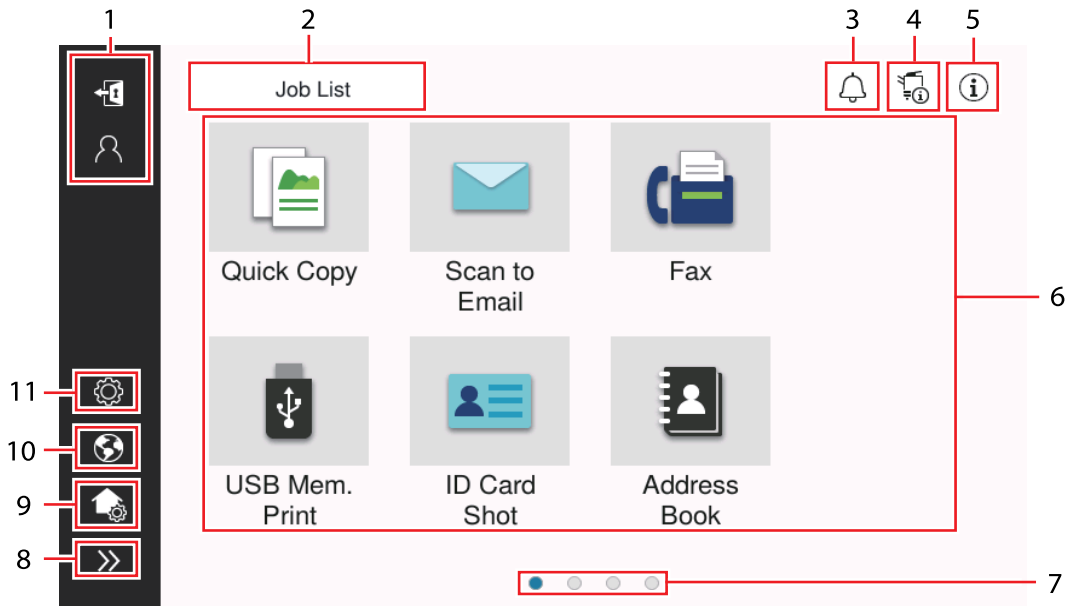 1
2
3
4
5
Job List
Quick Copy
Scan to
Email
Fax
6
USB Mem.
Print
ID Card
Shot
Address
Book
11
10
9
8
7